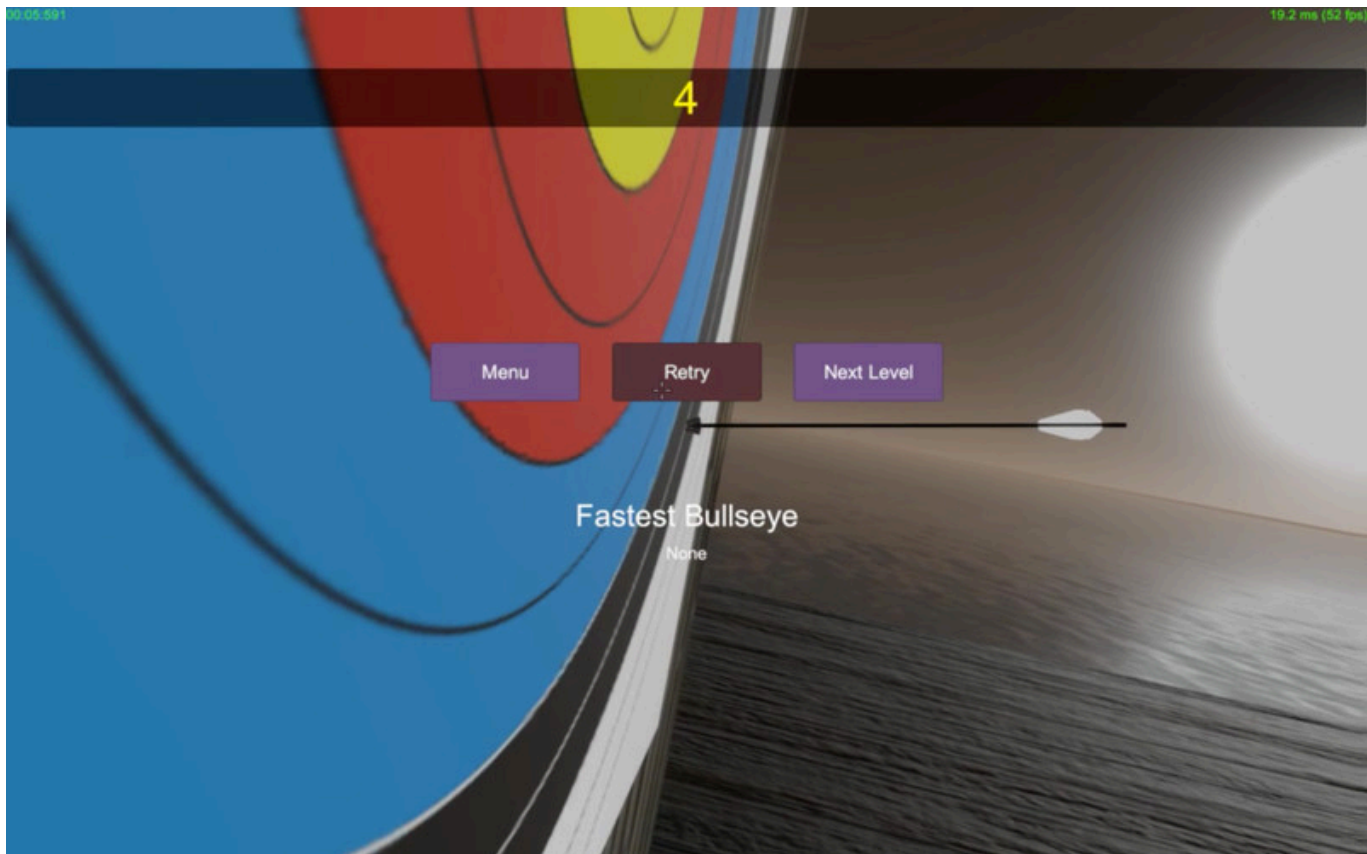 00:05:591
19.2 ms (52 fps)
4
Menu
Retry
Next Level
Fastest Bullseye
None